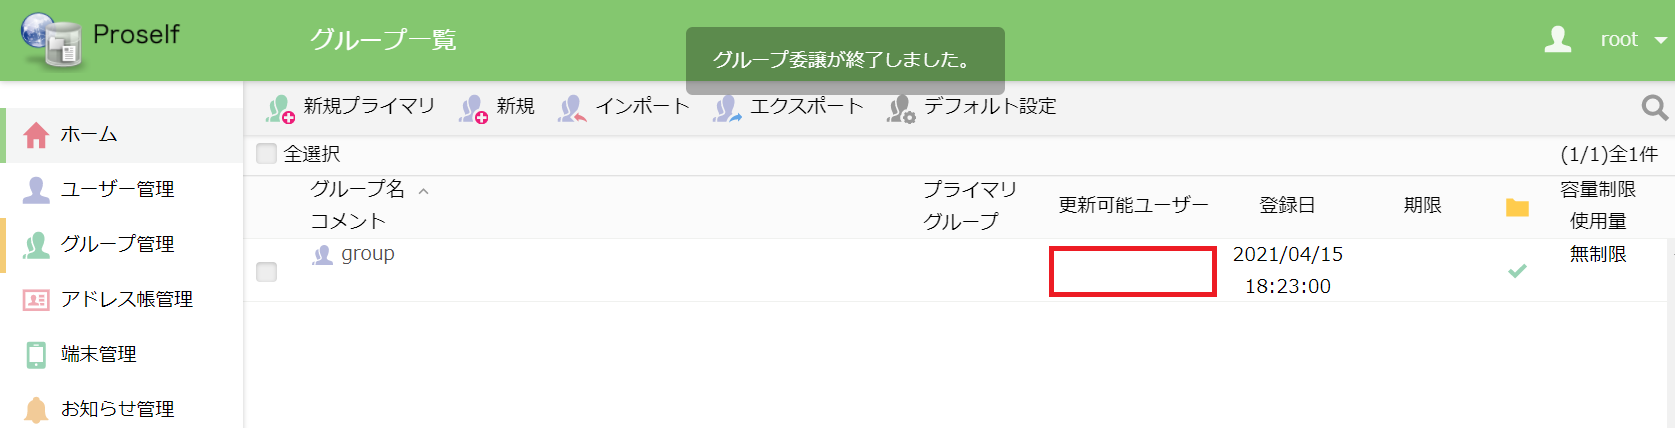 Proself
グループ一覧
グループ委譲が終了しました。
root
新規プライマリ 新規 インポート エクスポート デフォルト設定
ホーム
ユーザー管理
グループ管理
アドレス帳管理
端末管理
お知らせ管理
全選択
(1/1)全1件
グループ名
コメント
プライマリ
グループ
更新可能ユーザー
登録日
期限
容量制限
使用量
group
2021/04/15
18:23:00
無制限